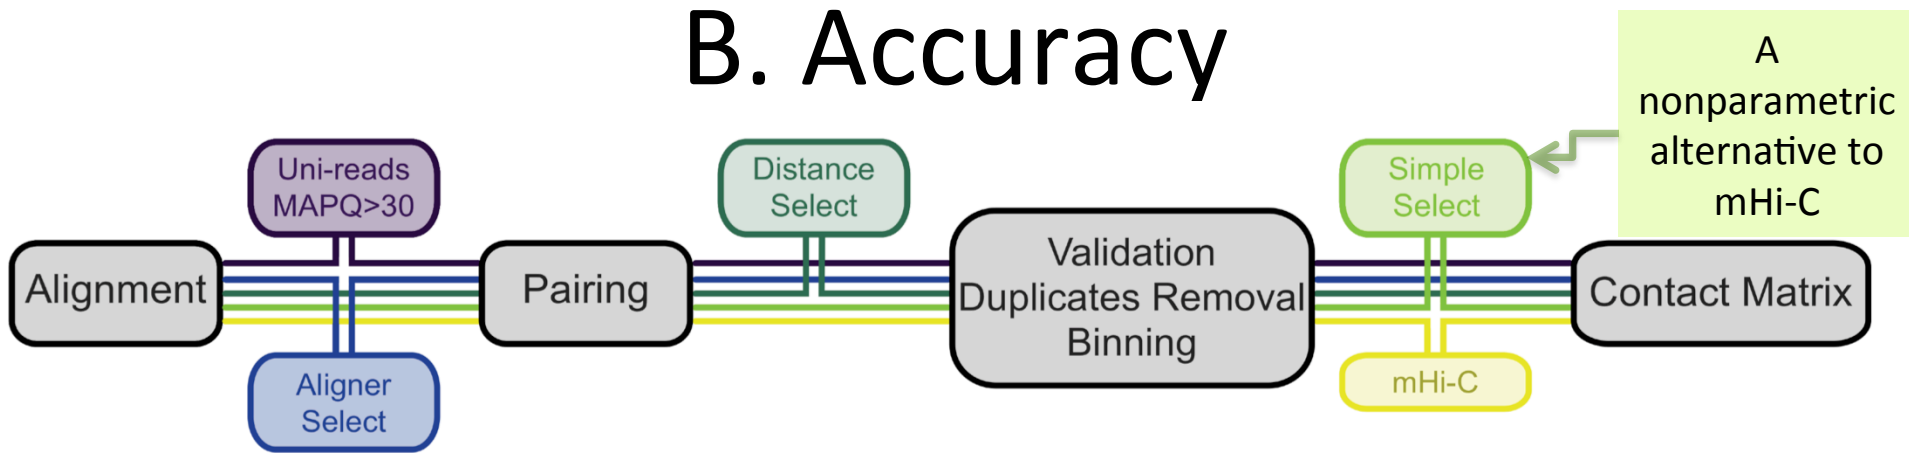 B. Accuracy
A
nonparametric
alternative to
mHi-C
Uni-reads
MAPQ>30
Distance
Select
Simple
Select
Alignment
Pairing
Validation
Duplicates Removal
Binning
Contact Matrix
Aligner
Select
mHi-C